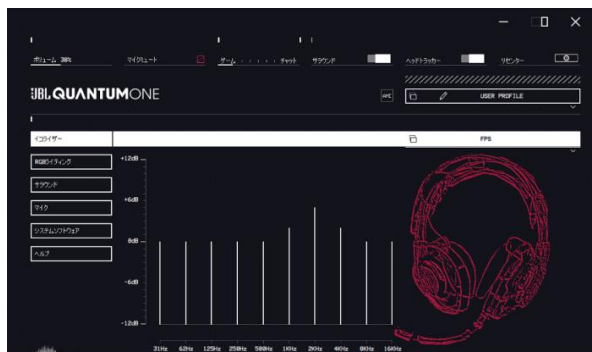 ボリューム 38%
マイクミュート
ゲーム
チャット
サラウンド
ヘッドトラッカー
リセンター
JBL QUANTUMONE
USER PROFILE
イコライザー
FPS
RGBライティング
サラウンド
マイク
システムソフトウェア
ヘルプ
+12dB
+6dB
0dB
-6dB
-12dB
31Hz 62Hz 125Hz 250Hz 500Hz 1KHz 2KHz 4KHz 8KHz 16KHz